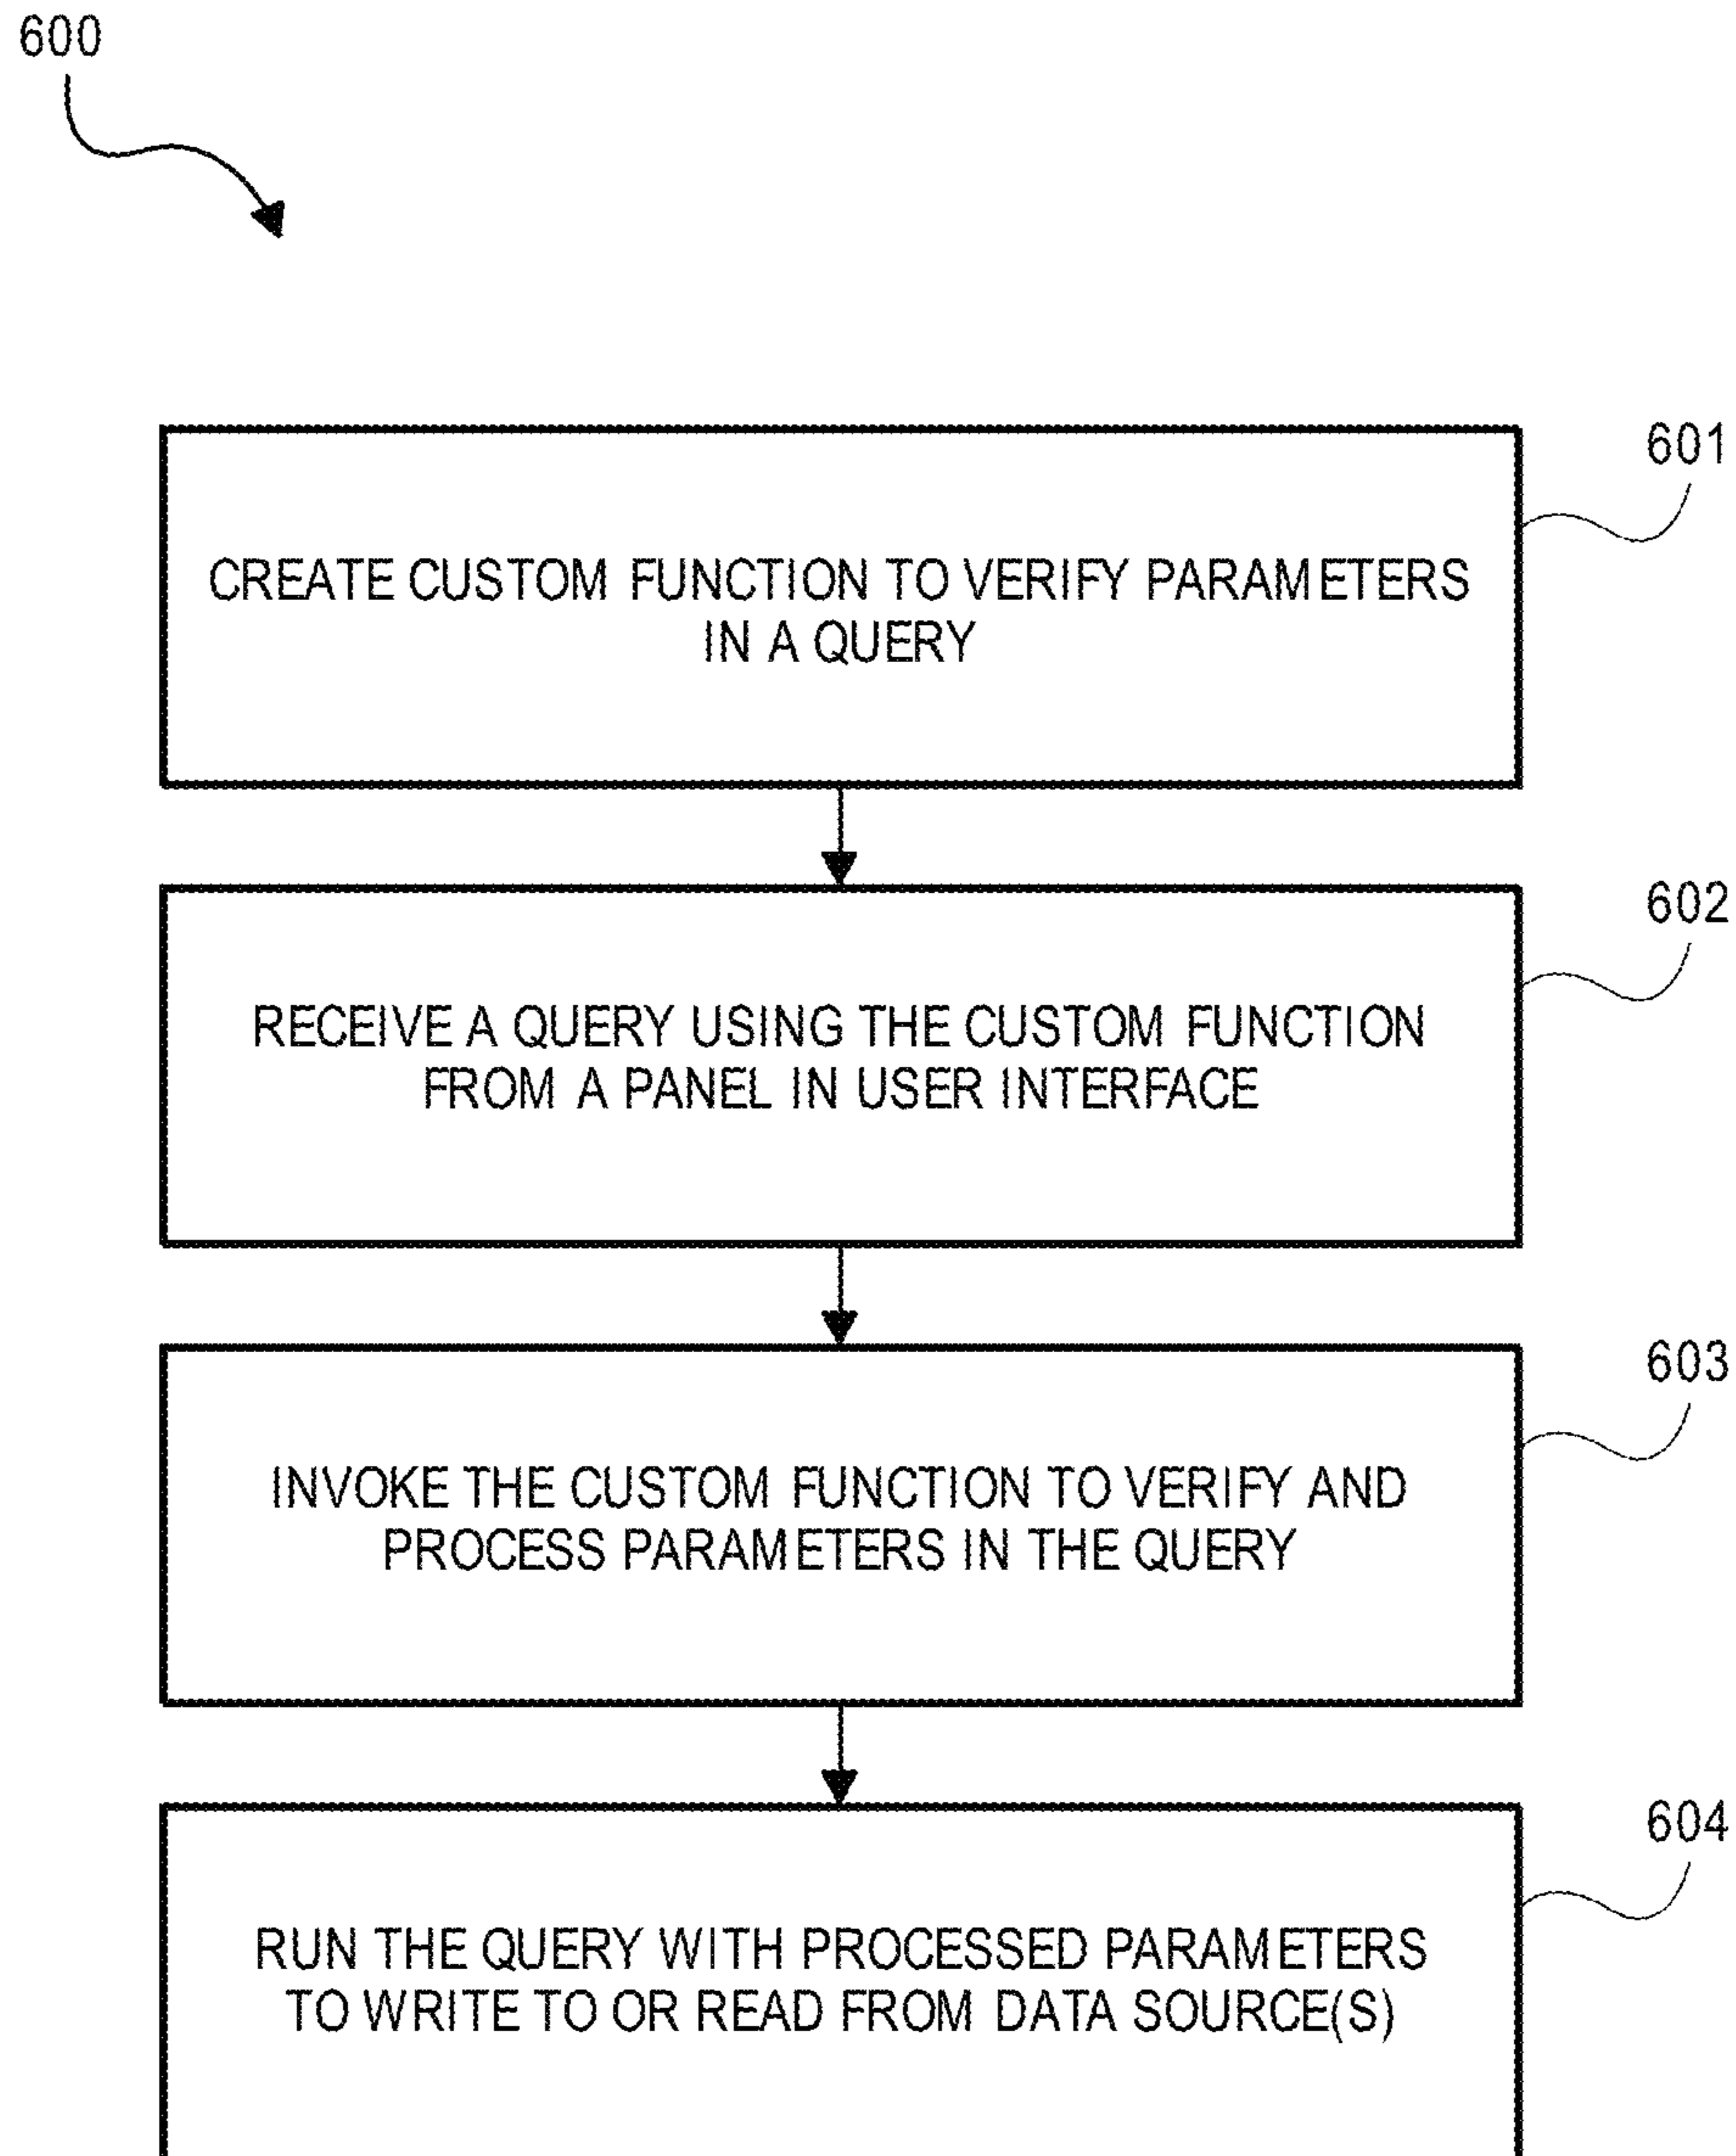 600
601
CREATE CUSTOM FUNCTION TO VERIFY PARAMETERS
IN A QUERY
602
RECEIVE A QUERY USING THE CUSTOM FUNCTION
FROM A PANEL IN USER INTERFACE
603
INVOKE THE CUSTOM FUNCTION TO VERIFY AND
PROCESS PARAMETERS IN THE QUERY
604
RUN THE QUERY WITH PROCESSED PARAMETERS
TO WRITE TO OR READ FROM DATA SOURCE(S)